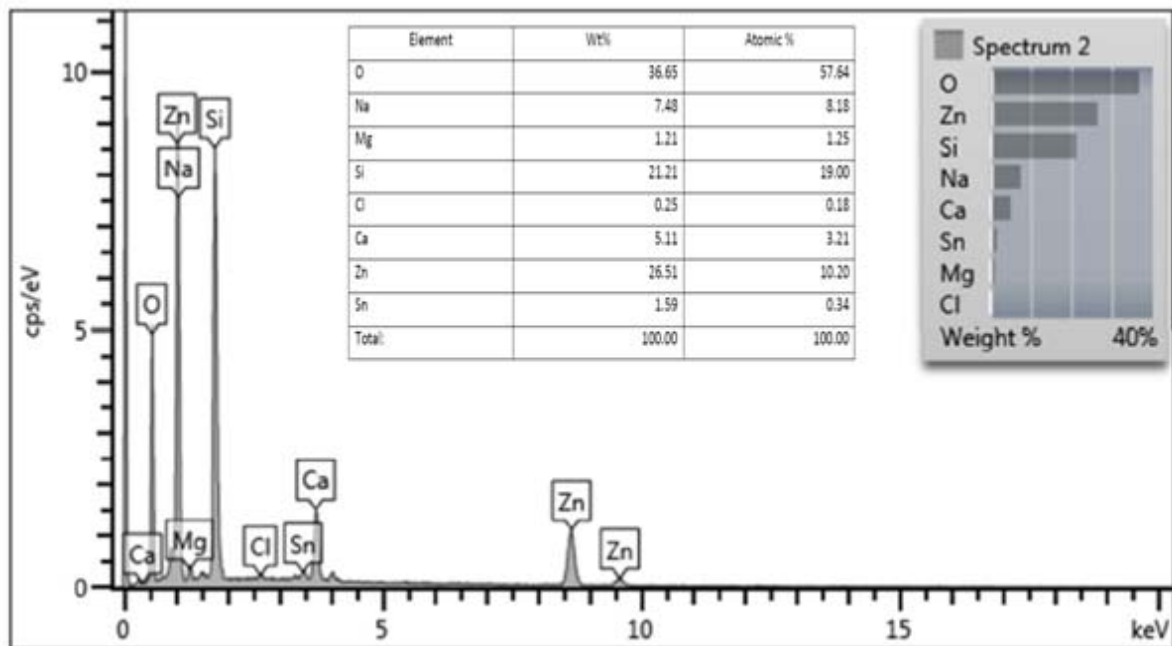 Element Wt% Atomic %
O 36.65 57.64
Na 7.48 8.18
Mg 1.21 1.25
Si 21.21 19.00
Cl 0.25 0.18
Ca 5.11 3.21
Zn 26.51 10.20
Sn 1.59 0.34
Total: 100.00 100.00
Spectrum 2
O
Zn
Si
Na
Ca
Sn
Mg
Cl
Weight % 40%
cps/eV
10
5
0
Zn
Si
Na
O
Ca
Ca
Mg
Cl
Sn
Zn
Zn
0 5 10 15 keV